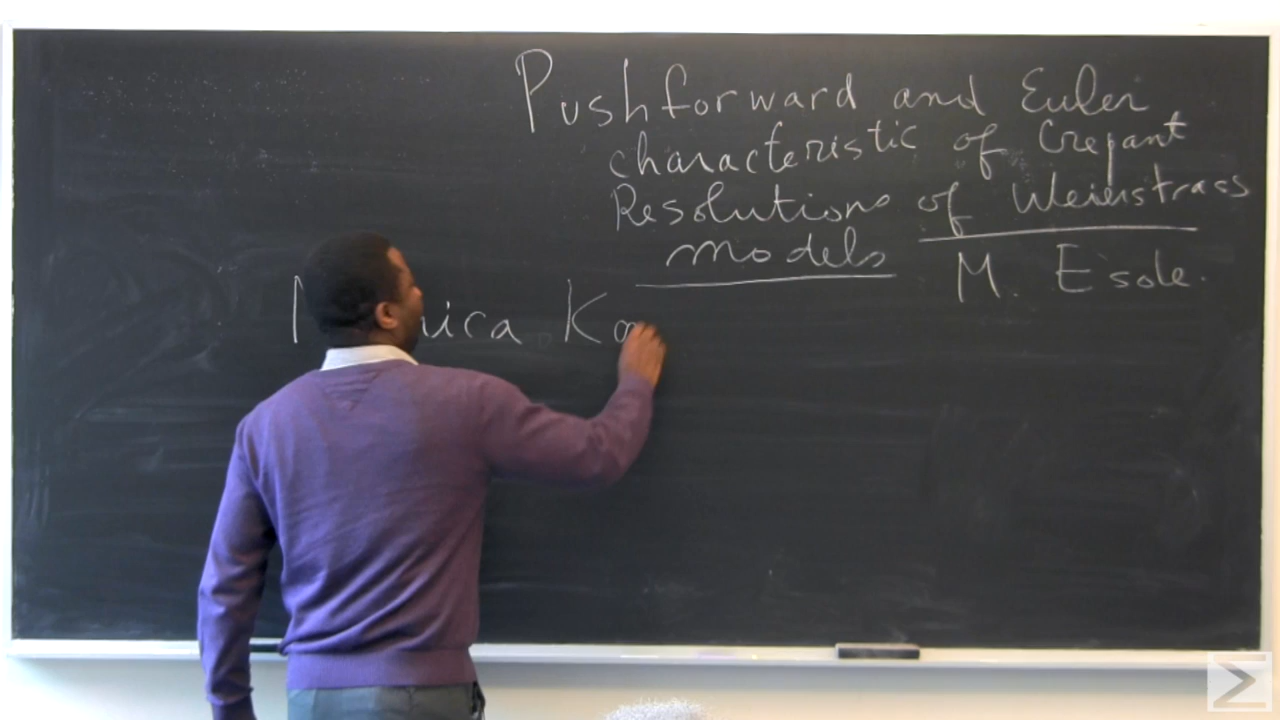 Pushforward and Euler
characteristic of Crepant
Resolutions of Weierstrass
models M. Esole.